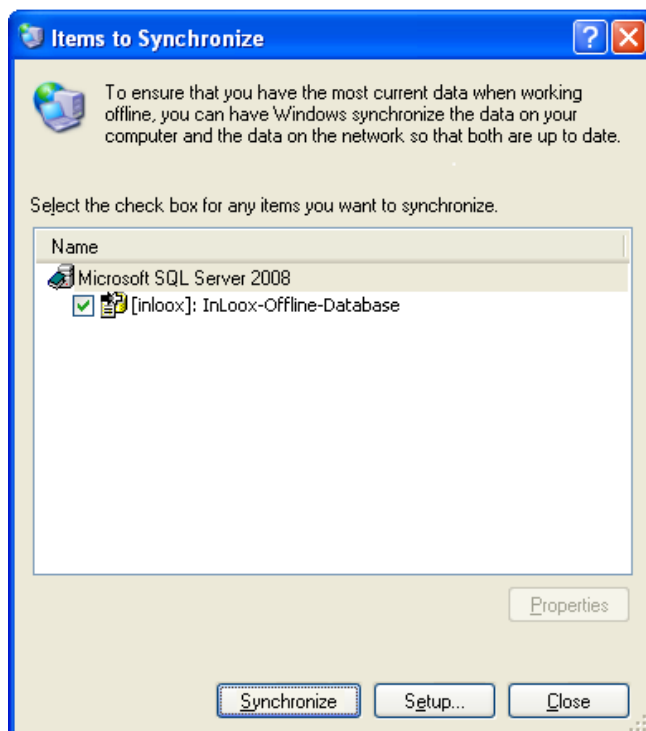 Items to Synchronize
To ensure that you have the most current data when working
offline, you can have Windows synchronize the data on your
computer and the data on the network so that both are up to date.
Select the check box for any items you want to synchronize.
Name
Microsoft SQL Server 2008
[inloox]: InLoox-Offline-Database
Properties
Synchronize
Setup...
Close